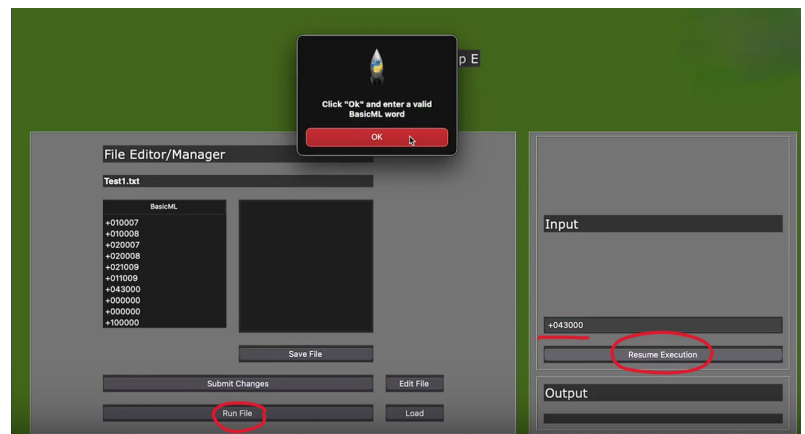 p E
Click "Ok" and enter a valid
BasicML word
OK
File Editor/Manager
Test1.txt
BasicML
+010007
+010008
+020007
+020008
+021009
+011009
+043000
+000000
+000000
+100000
Save File
Submit Changes
Edit File
Run File
Load
Input
+043000
Resume Execution
Output